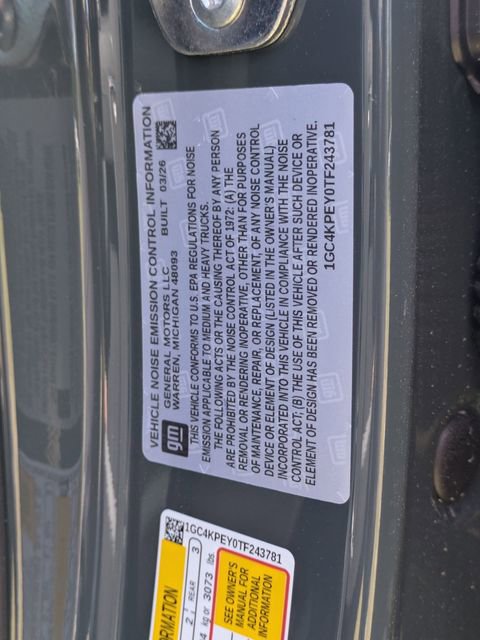 VEHICLE NOISE EMISSION CONTROL INFORMATION
gm
GENERAL MOTORS LLC
WARREN, MICHIGAN 48093
BUILT 03/26
THIS VEHICLE CONFORMS TO U.S. EPA REGULATIONS FOR NOISE
EMISSION APPLICABLE TO MEDIUM AND HEAVY TRUCKS.
THE FOLLOWING ACTS OR THE CAUSING THEREOF BY ANY PERSON
ARE PROHIBITED BY THE NOISE CONTROL ACT OF 1972: (A) THE
REMOVAL OR RENDERING INOPERATIVE, OTHER THAN FOR PURPOSES
OF MAINTENANCE, REPAIR, OR REPLACEMENT, OF ANY NOISE CONTROL
DEVICE OR ELEMENT OF DESIGN (LISTED IN THE OWNER'S MANUAL)
INCORPORATED INTO THIS VEHICLE IN COMPLIANCE WITH THE NOISE
CONTROL ACT; (B) THE USE OF THIS VEHICLE AFTER SUCH DEVICE OR
ELEMENT OF DESIGN HAS BEEN REMOVED OR RENDERED INOPERATIVE.
1GC4KPEY0TF243781
1GC4KPEY0TF243781
2 REAR 3
kg or 3073 lbs.
SEE OWNER'S
MANUAL FOR
ADDITIONAL
INFORMATION